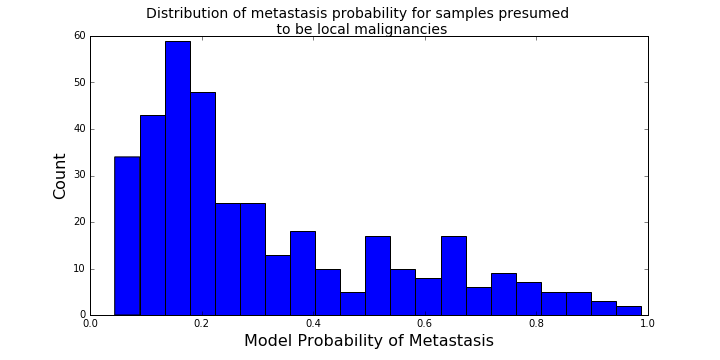 Distribution of metastasis probability for samples presumed
to be local malignancies
60
50
40
30
20
10
0
Count
0.0 0.2 0.4 0.6 0.8 1.0
Model Probability of Metastasis